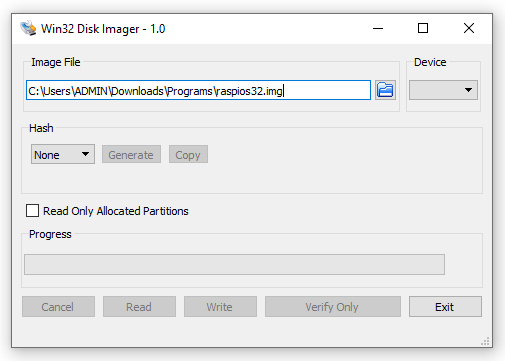 Win32 Disk Imager - 1.0
Image File
Device
C:\Users\ADMIN\Downloads\Programs\raspios32.img
Hash
None
Generate
Copy
Read Only Allocated Partitions
Progress
Cancel
Read
Write
Verify Only
Exit